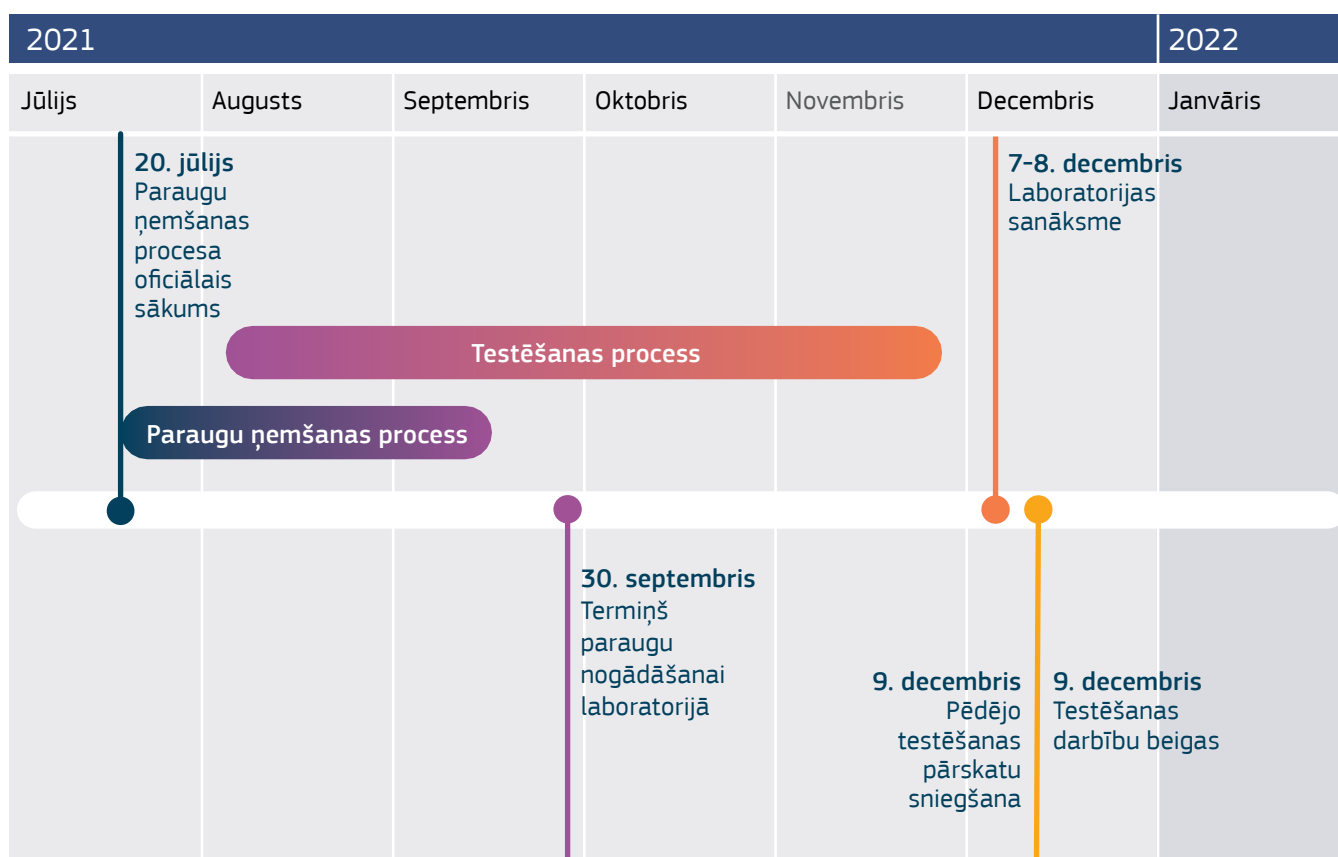 2021
2022
Jūlijs
Augusts
Septembris
Oktobris
Novembris
Decembris
Janvāris
20. jūlijs
Paraugu
ņemšanas
procesa
oficiālais
sākums
7-8. decembris
Laboratorijas
sanāksme
Testēšanas process
Paraugu ņemšanas process
30. septembris
Termiņš
paraugu
nogādāšanai
laboratorijā
9. decembris
Pēdējo
testēšanas
pārskatu
sniegšana
9. decembris
Testēšanas
darbību beigas